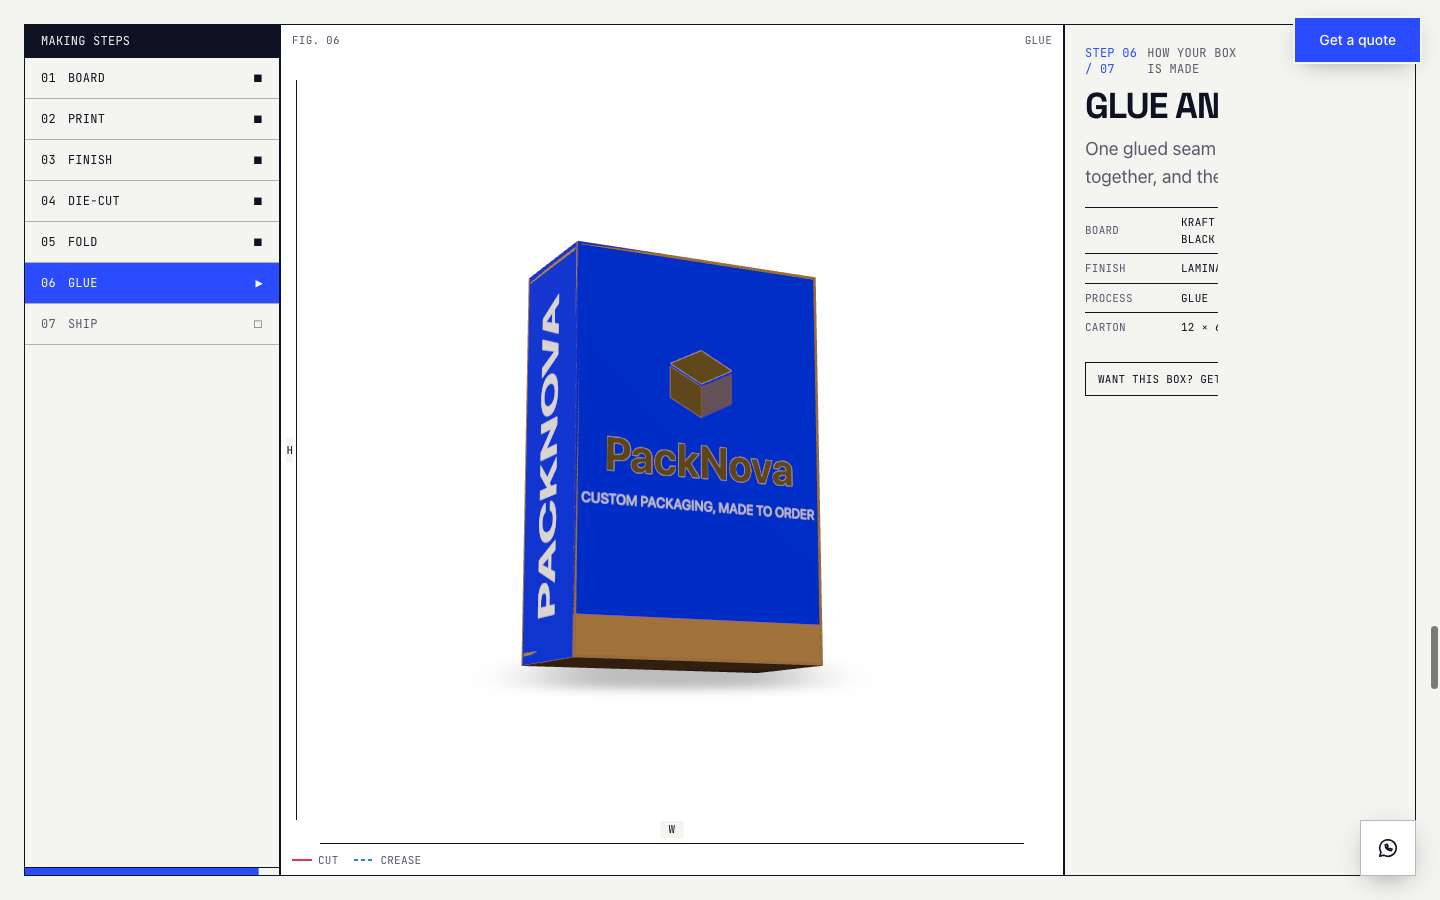 MAKING STEPS
01 BOARD
02 PRINT
03 FINISH
04 DIE-CUT
05 FOLD
06 GLUE
07 SHIP
FIG. 06
GLUE
H
PACKNOVA
PackNova
CUSTOM PACKAGING, MADE TO ORDER
W
CUT
CREASE
STEP 06 / 07
HOW YOUR BOX IS MADE
GLUE AN
One glued seam
together, and the
BOARD KRAFT
BLACK
FINISH LAMINA
PROCESS GLUE
CARTON 12 ×
WANT THIS BOX? GET
Get a quote